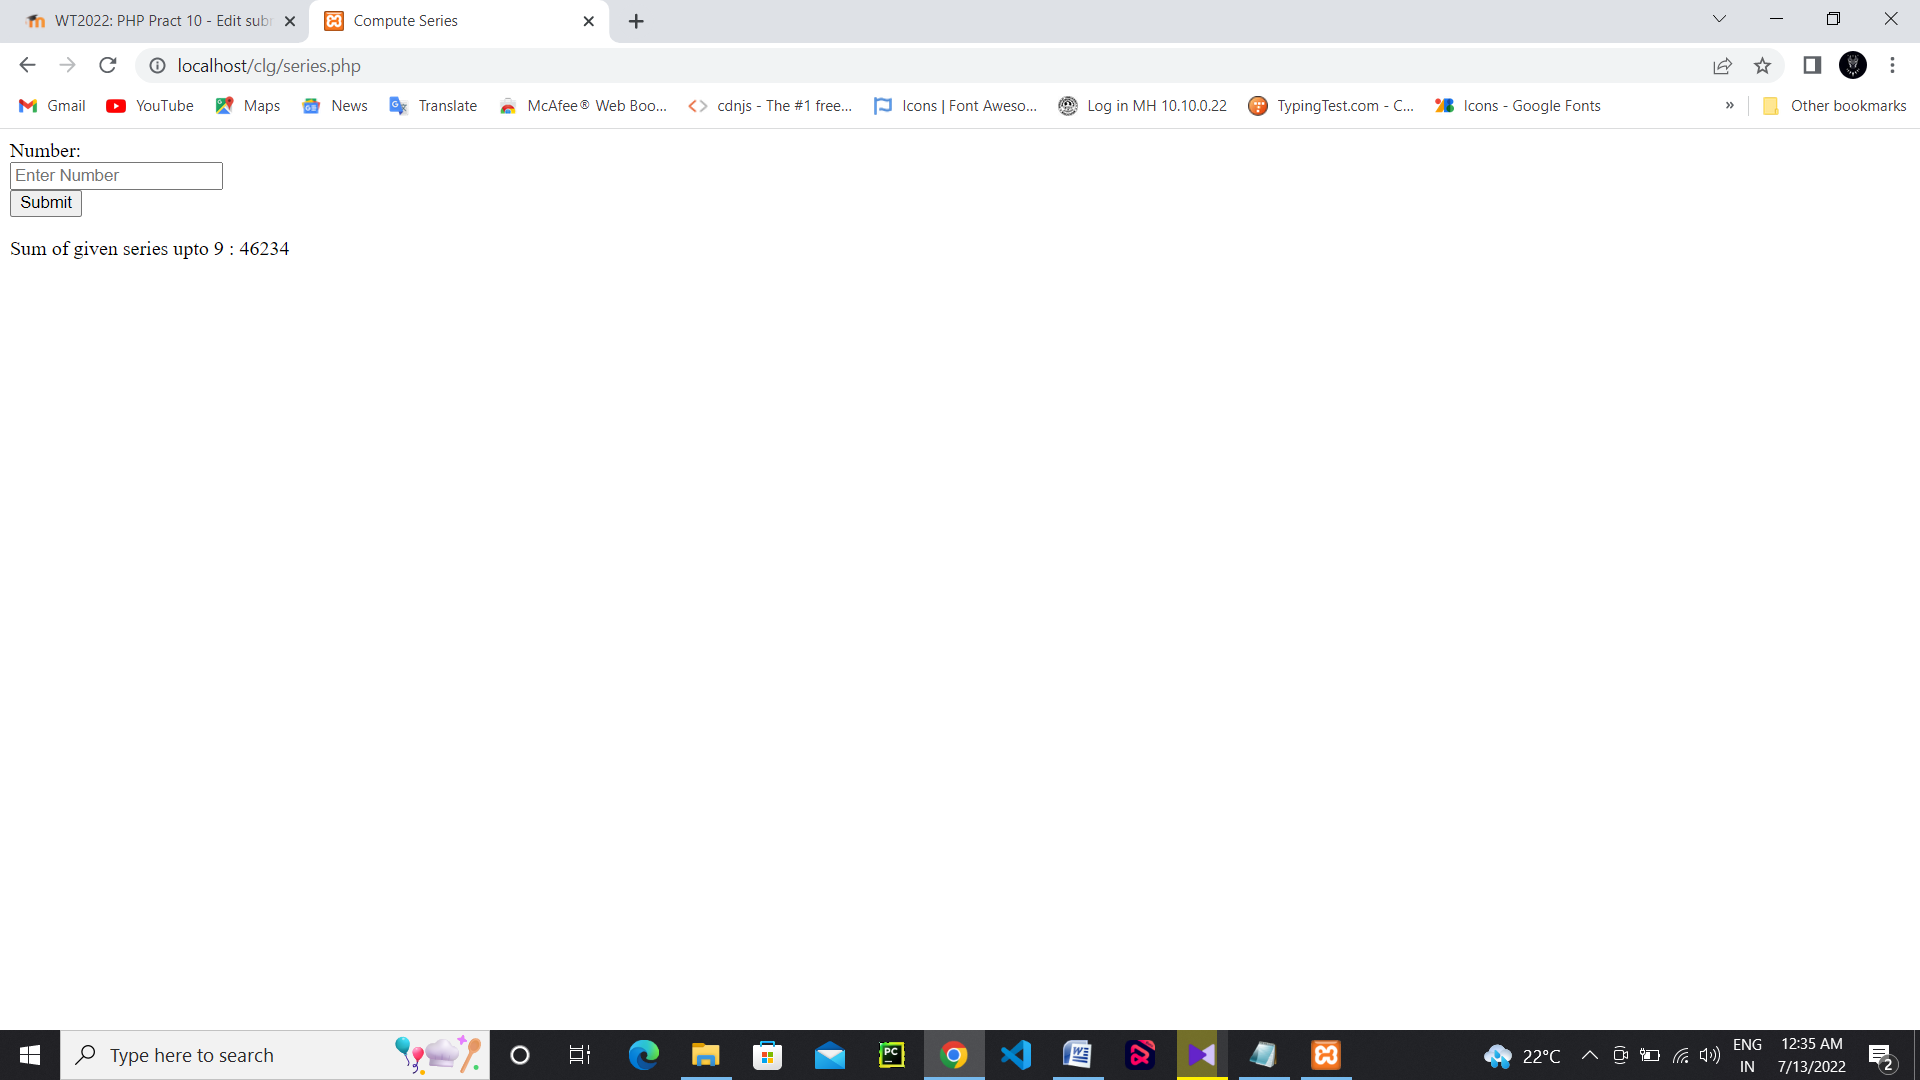 WT2022: PHP Pract 10 - Edit subm
Compute Series
localhost/clg/series.php
Gmail
YouTube
Maps
News
Translate
McAfee® Web Boo...
cdnjs - The #1 free...
Icons | Font Aweso...
Log in MH 10.10.0.22
TypingTest.com - C...
Icons - Google Fonts
»
Other bookmarks
Number:
Enter Number
Submit
Sum of given series upto 9 : 46234
Type here to search
PC
22°C
ENG
IN
12:35 AM
7/13/2022
2